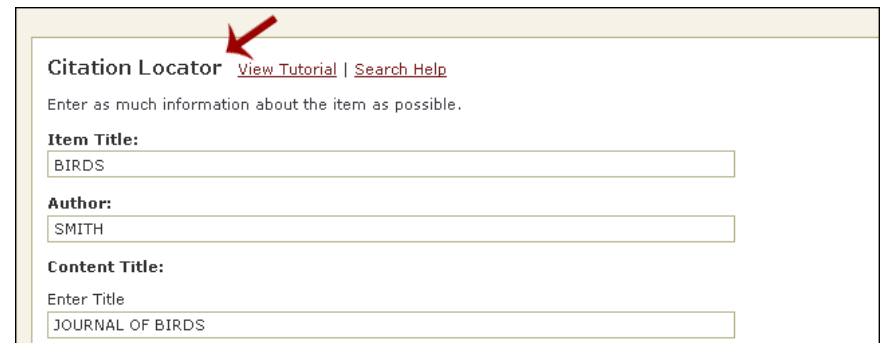 Citation Locator View Tutorial | Search Help
Enter as much information about the item as possible.
Item Title:
BIRDS
Author:
SMITH
Content Title:
Enter Title
JOURNAL OF BIRDS